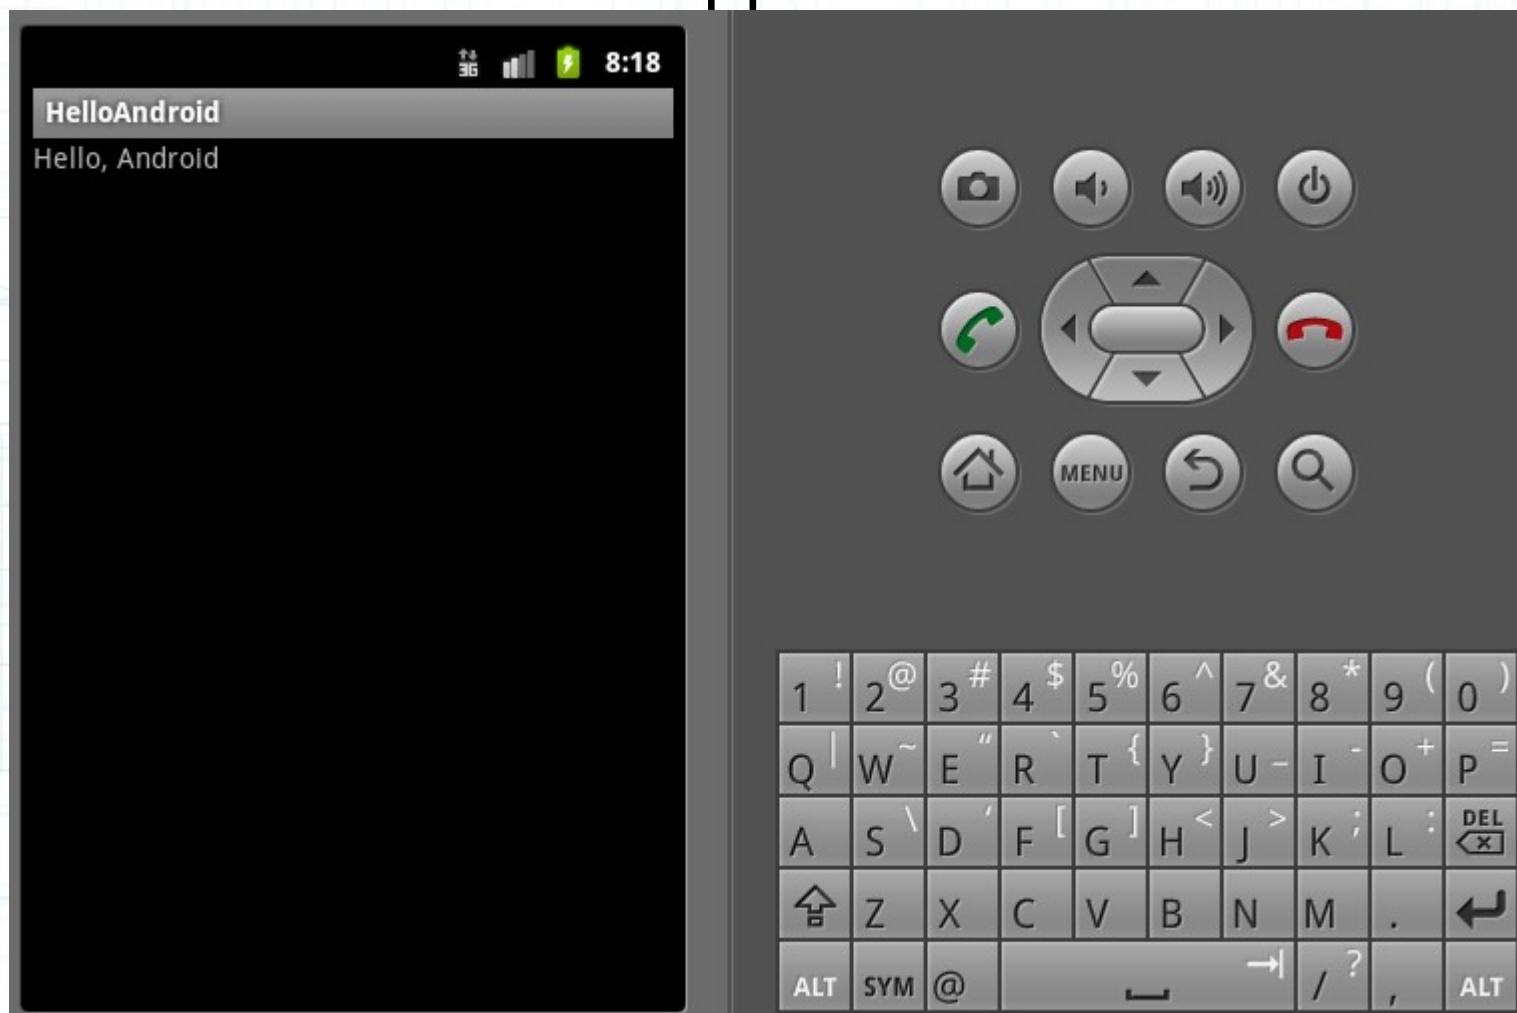 3G 8:18
HelloAndroid
Hello, Android
MENU
1 ! 2 @ 3 # 4 $ 5 % 6 ^ 7 & 8 * 9 ( 0 )
Q | W ~ E " R ` T { Y } U _ I - O + P =
A S \ D ' F [ G ] H < J > K ; L : DEL
Z X C V B N M .
ALT SYM @ / ? , ALT